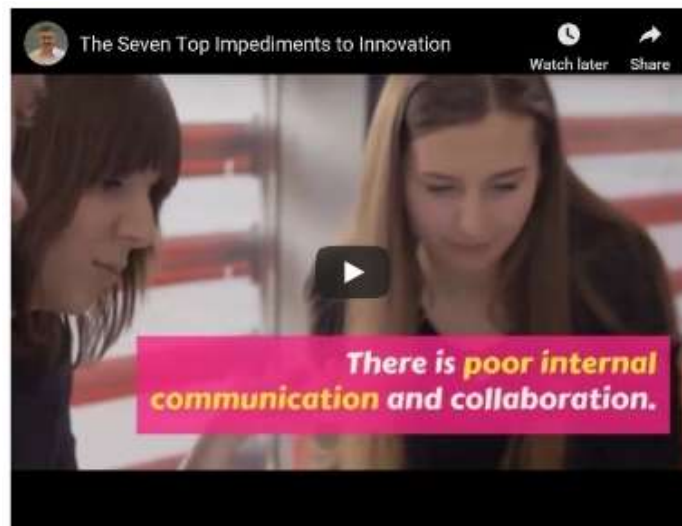 The Seven Top Impediments to Innovation
Watch later
Share
There is poor internal
communication and collaboration.